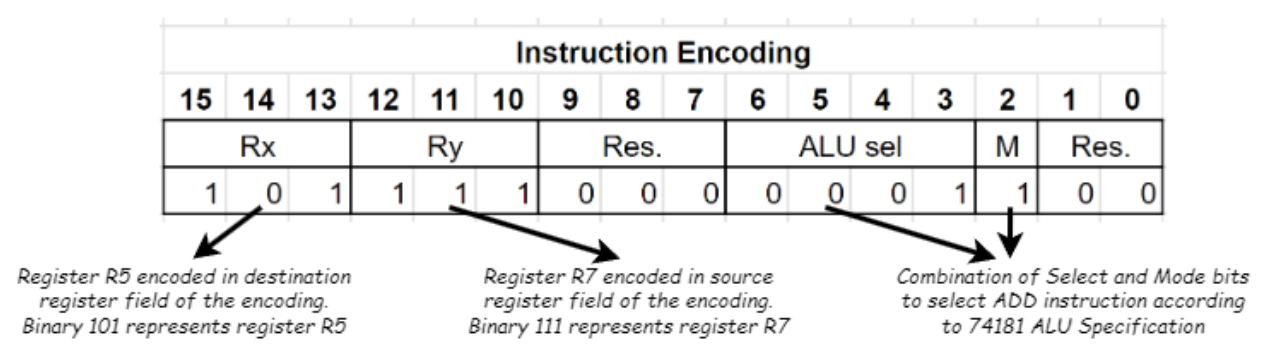 Instruction Encoding
15 14 13 12 11 10 9 8 7 6 5 4 3 2 1 0
Rx Ry Res. ALU sel M Res.
1 0 1 1 1 1 0 0 0 0 0 0 1 1 0 0
Register R5 encoded in destination
register field of the encoding.
Binary 101 represents register R5
Register R7 encoded in source
register field of the encoding.
Binary 111 represents register R7
Combination of Select and Mode bits
to select ADD instruction according
to 74181 ALU Specification